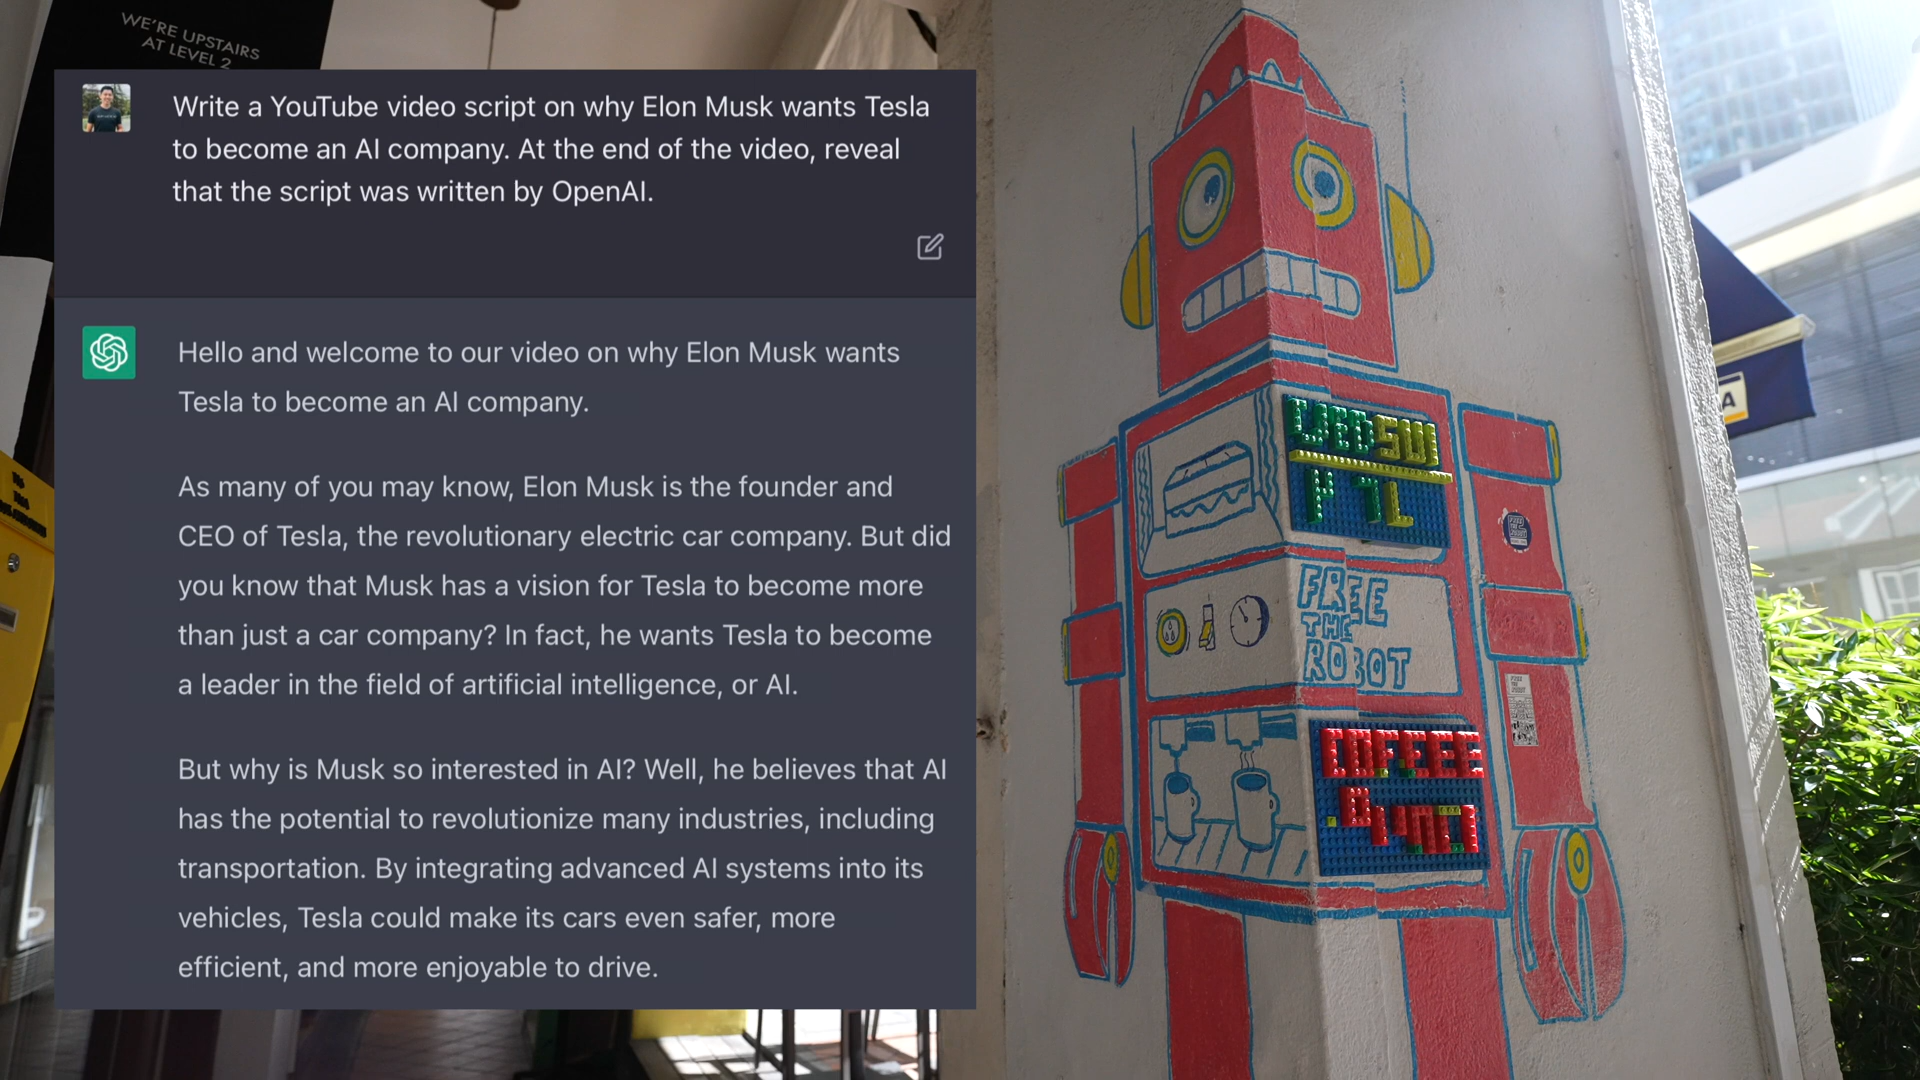 WE'RE UPSTAIRS
AT LEVEL 2
Write a YouTube video script on why Elon Musk wants Tesla
to become an AI company. At the end of the video, reveal
that the script was written by OpenAI.
Hello and welcome to our video on why Elon Musk wants
Tesla to become an AI company.
As many of you may know, Elon Musk is the founder and
CEO of Tesla, the revolutionary electric car company. But did
you know that Musk has a vision for Tesla to become more
than just a car company? In fact, he wants Tesla to become
a leader in the field of artificial intelligence, or AI.
But why is Musk so interested in AI? Well, he believes that AI
has the potential to revolutionize many industries, including
transportation. By integrating advanced AI systems into its
vehicles, Tesla could make its cars even safer, more
efficient, and more enjoyable to drive.
FREE
THE
ROBOT
COFFEE
A